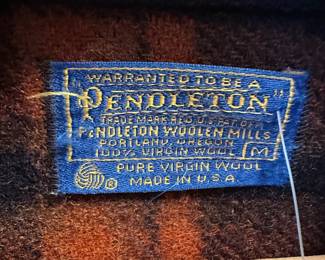 WARRANTED TO BE A
"PENDLETON"
TRADE MARK REG. U.S. PAT. OFF.
PENDLETON WOOLEN MILLS
PORTLAND, OREGON
100% VIRGIN WOOL M
PURE VIRGIN WOOL
® MADE IN U.S.A.